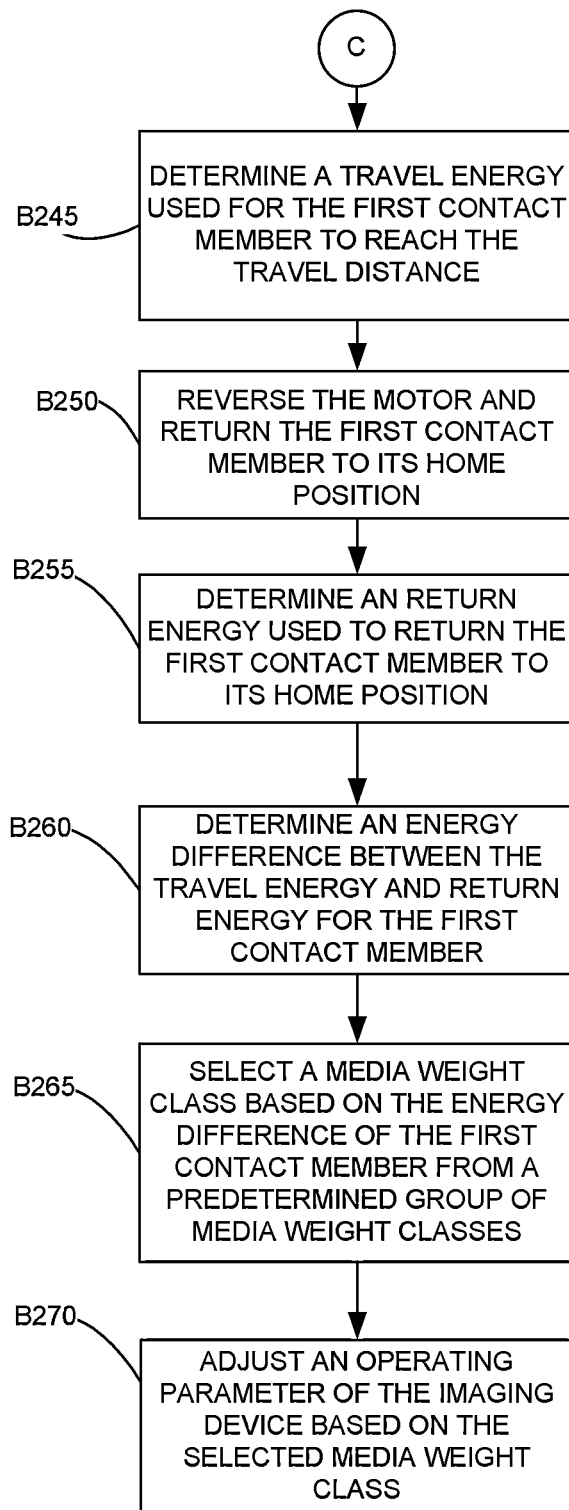 C
B245
DETERMINE A TRAVEL ENERGY
USED FOR THE FIRST CONTACT
MEMBER TO REACH THE
TRAVEL DISTANCE
B250
REVERSE THE MOTOR AND
RETURN THE FIRST CONTACT
MEMBER TO ITS HOME
POSITION
B255
DETERMINE AN RETURN
ENERGY USED TO RETURN THE
FIRST CONTACT MEMBER TO
ITS HOME POSITION
B260
DETERMINE AN ENERGY
DIFFERENCE BETWEEN THE
TRAVEL ENERGY AND RETURN
ENERGY FOR THE FIRST
CONTACT MEMBER
B265
SELECT A MEDIA WEIGHT
CLASS BASED ON THE ENERGY
DIFFERENCE OF THE FIRST
CONTACT MEMBER FROM A
PREDETERMINED GROUP OF
MEDIA WEIGHT CLASSES
B270
ADJUST AN OPERATING
PARAMETER OF THE IMAGING
DEVICE BASED ON THE
SELECTED MEDIA WEIGHT
CLASS